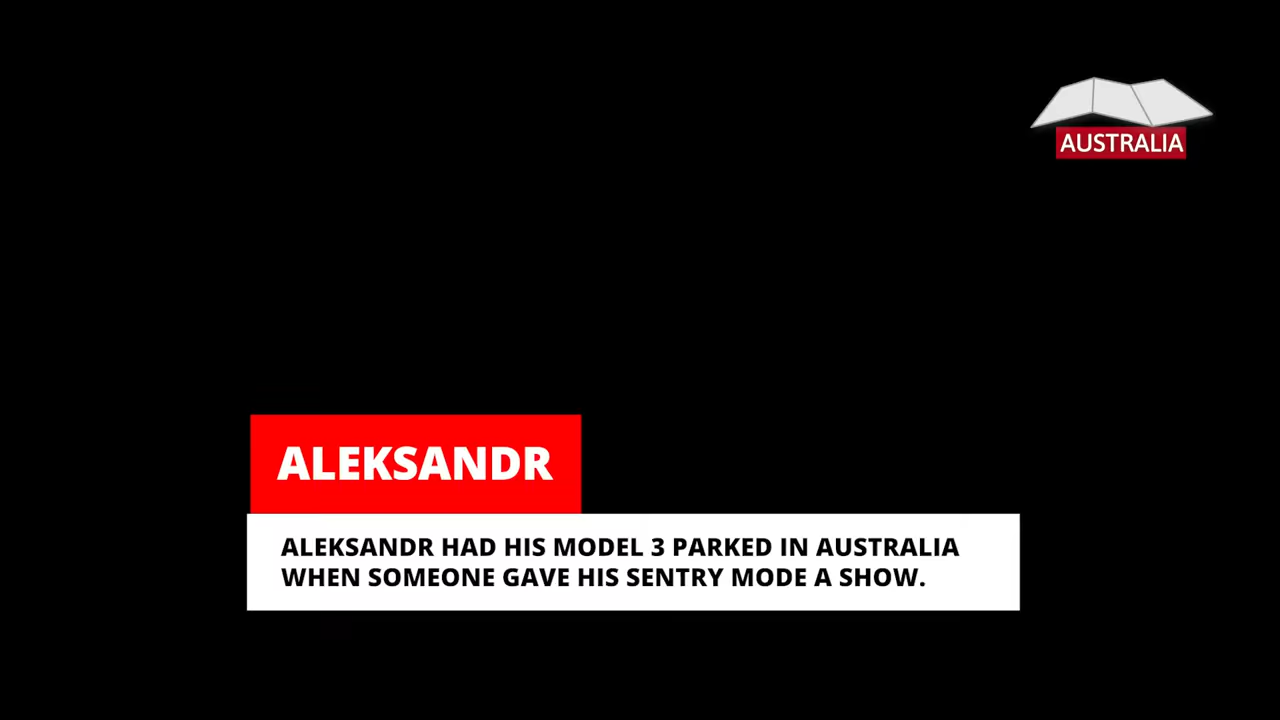 AUSTRALIA
ALEKSANDR
ALEKSANDR HAD HIS MODEL 3 PARKED IN AUSTRALIA
WHEN SOMEONE GAVE HIS SENTRY MODE A SHOW.